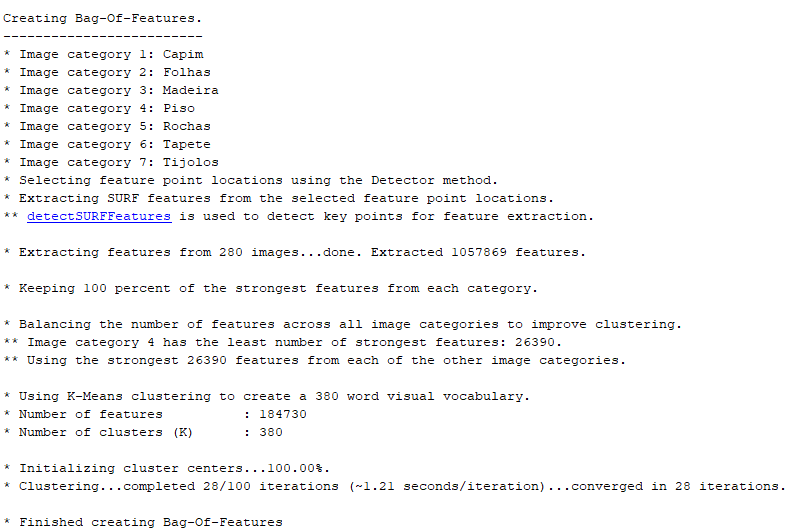 Creating Bag-Of-Features.
-------------------------
* Image category 1: Capim
* Image category 2: Folhas
* Image category 3: Madeira
* Image category 4: Piso
* Image category 5: Rochas
* Image category 6: Tapete
* Image category 7: Tijolos
* Selecting feature point locations using the Detector method.
* Extracting SURF features from the selected feature point locations.
** detectSURFFeatures is used to detect key points for feature extraction.
* Extracting features from 280 images...done. Extracted 1057869 features.
* Keeping 100 percent of the strongest features from each category.
* Balancing the number of features across all image categories to improve clustering.
** Image category 4 has the least number of strongest features: 26390.
** Using the strongest 26390 features from each of the other image categories.
* Using K-Means clustering to create a 380 word visual vocabulary.
* Number of features          : 184730
* Number of clusters (K)      : 380
* Initializing cluster centers...100.00%.
* Clustering...completed 28/100 iterations (~1.21 seconds/iteration)...converged in 28 iterations.
* Finished creating Bag-Of-Features